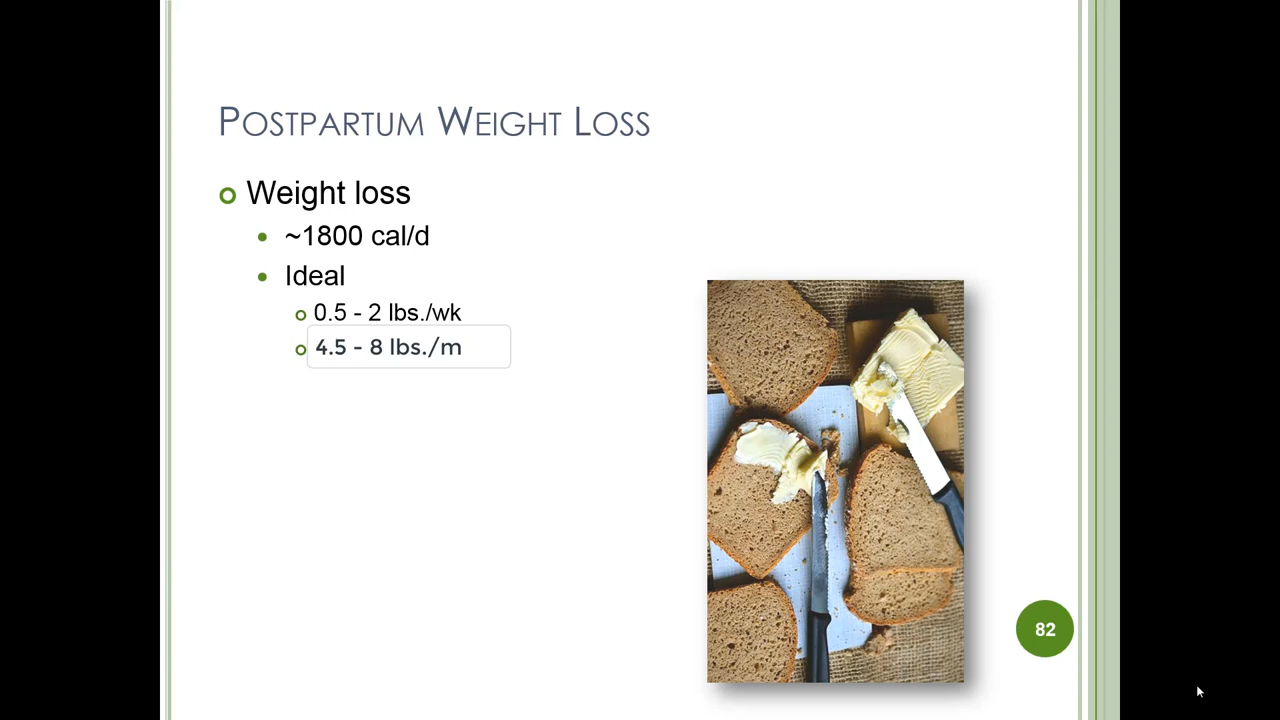 Postpartum Weight Loss
Weight loss
~1800 cal/d
Ideal
0.5 - 2 lbs./wk
4.5 - 8 lbs./m
82